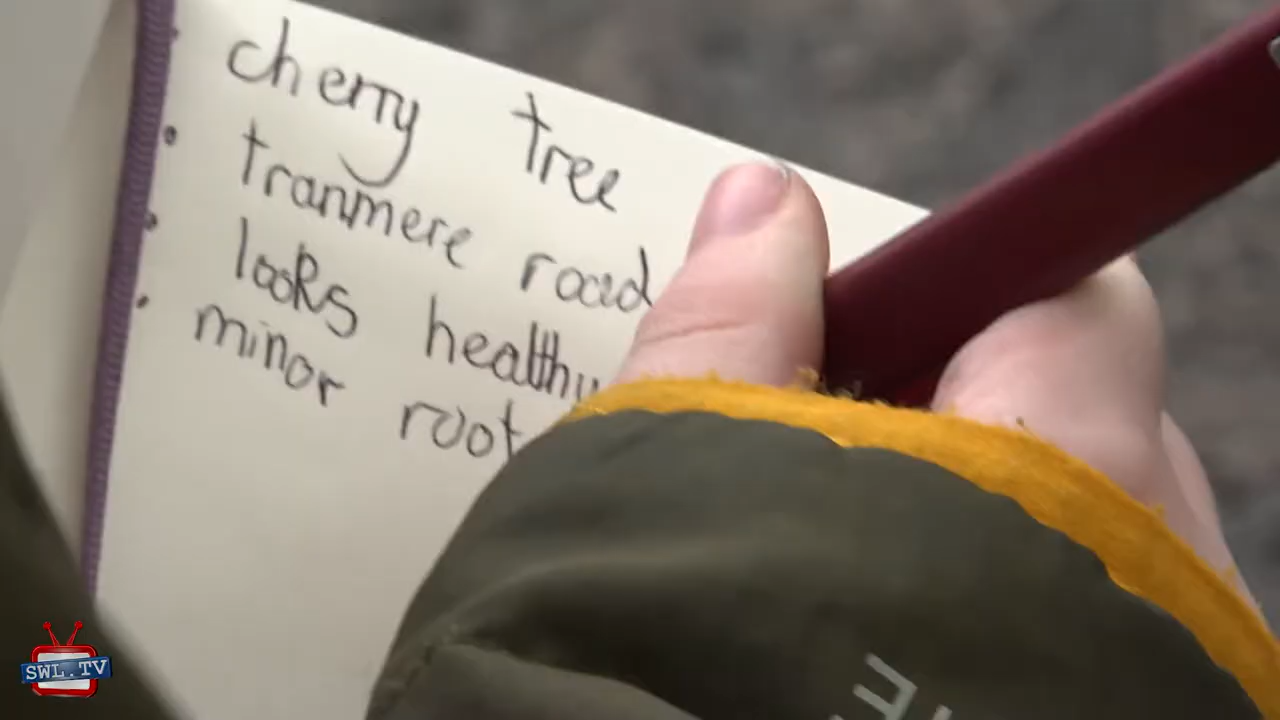 cherry tree
• tranmere road
• looks healthy
• minor root
SWL.TV